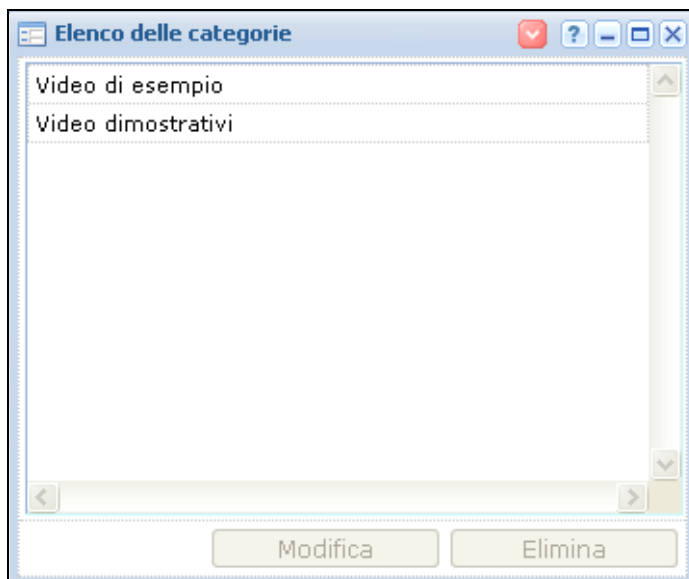 Elenco delle categorie
Video di esempio
Video dimostrativi
Modifica Elimina